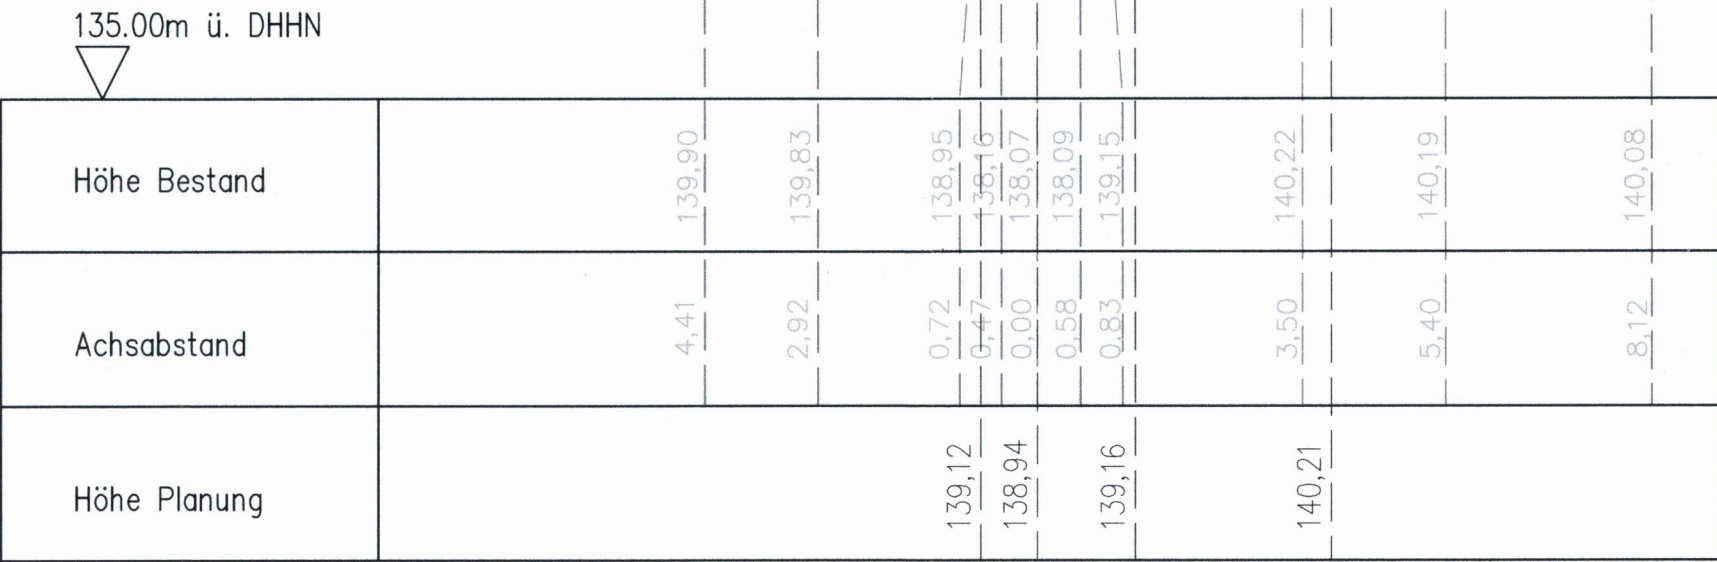 135.00m ü. DHHN
Höhe Bestand 139,90 139,83 138,95 138,16 138,07 138,09 139,15 140,22 140,19 140,08
Achsabstand 4,41 2,92 0,72 0,47 0,00 0,58 0,83 3,50 5,40 8,12
Höhe Planung 139,12 138,94 139,16 140,21